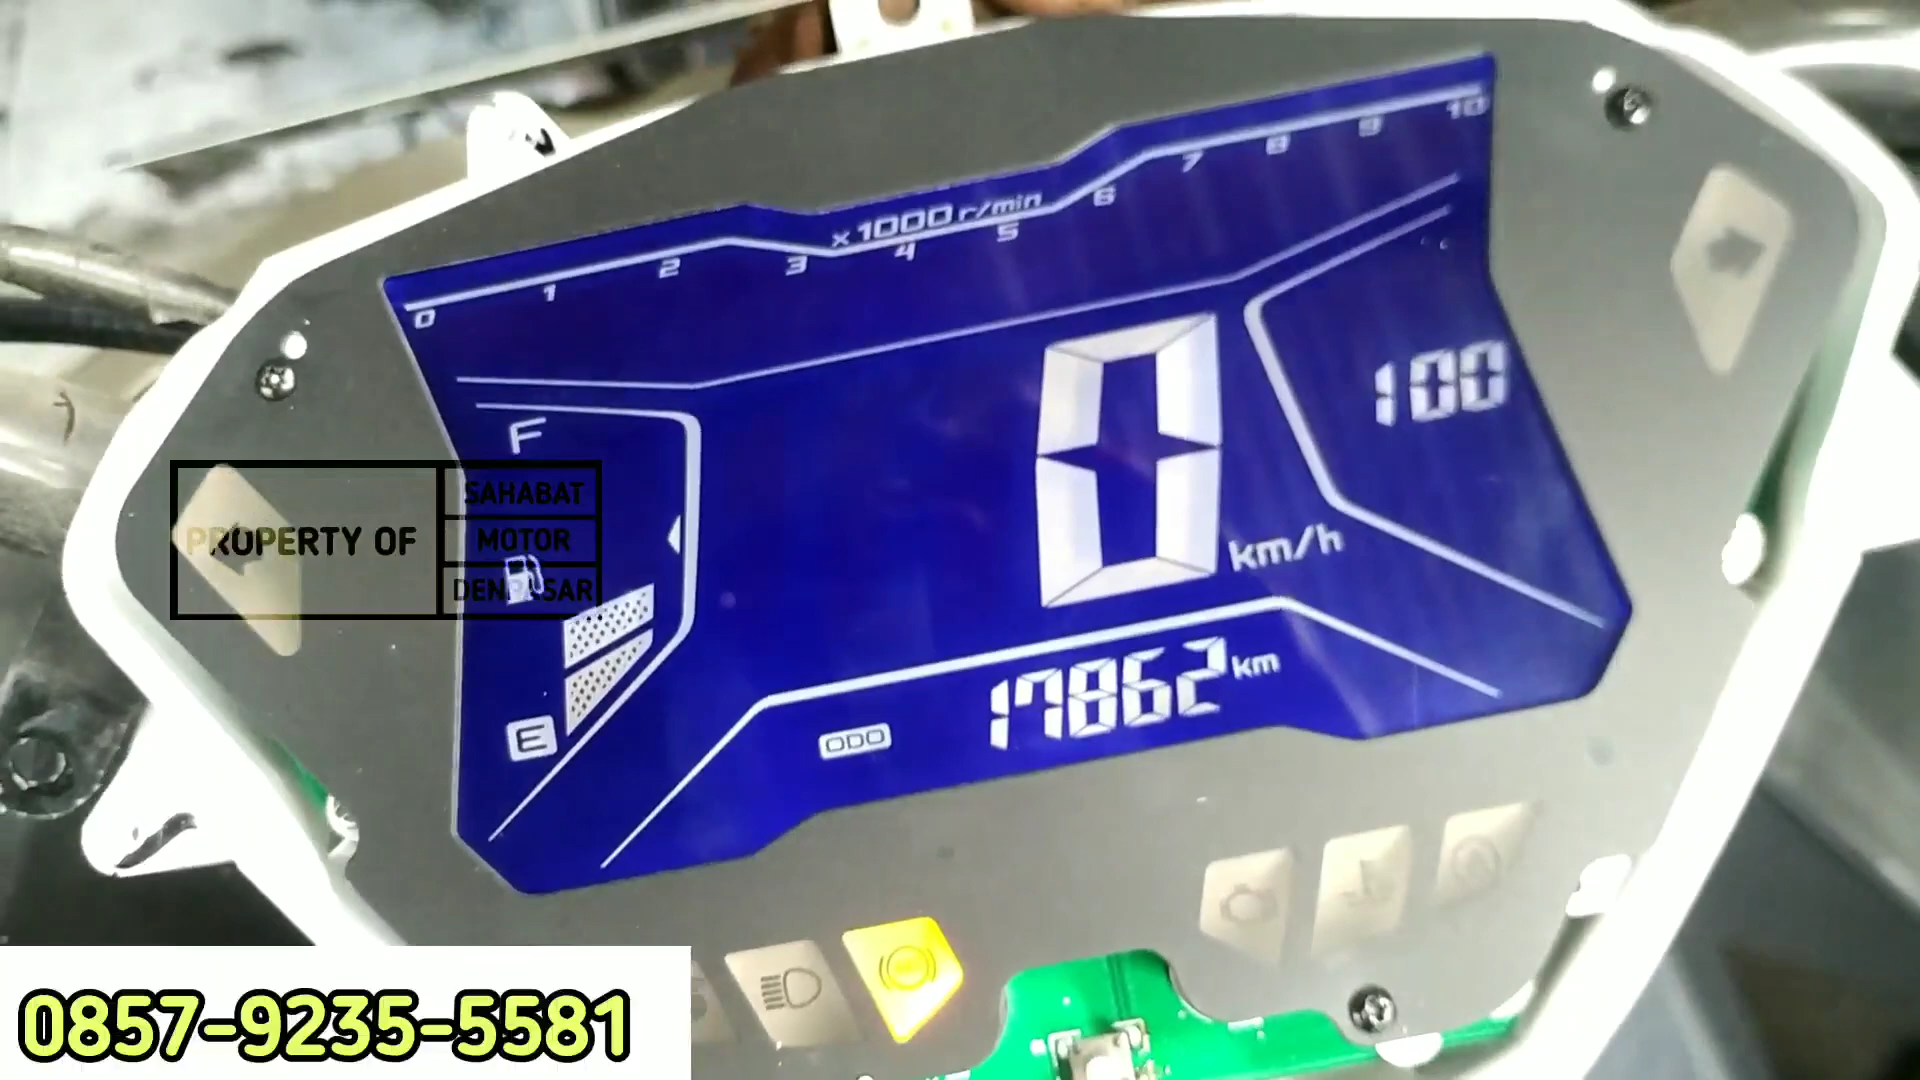 0 1 2 3 4 5 6 7 8 9 10
x1000 r/min
F
100
0 km/h
E
ODO 17862 km
PROPERTY OF
SAHABAT
MOTOR
DENPASAR
0857-9235-5581